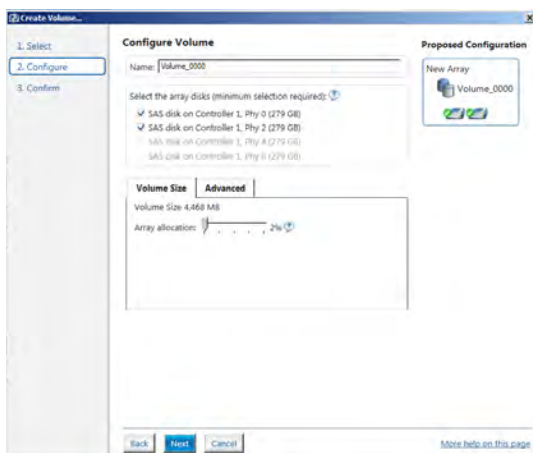 Create Volume...
1. Select
2. Configure
3. Confirm
Configure Volume
Name: Volume_0000
Select the array disks (minimum selection required):
SAS disk on Controller 1, Phy 0 (279 GB)
SAS disk on Controller 1, Phy 2 (279 GB)
SAS disk on Controller 1, Phy 4 (279 GB)
SAS disk on Controller 1, Phy 6 (279 GB)
Volume Size
Advanced
Volume Size 4,468 MB
Array allocation: 2%
Proposed Configuration
New Array
Volume_0000
Back
Next
Cancel
More help on this page